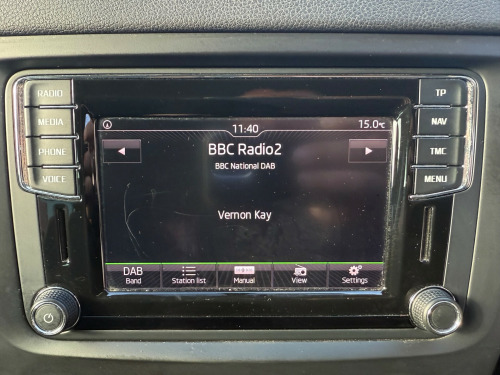 RADIO
MEDIA
PHONE
VOICE
TP
NAV
TMC
MENU
11:40
15.0℃
BBC Radio2
BBC National DAB
Vernon Kay
DAB
Band
Station list
Manual
View
Settings